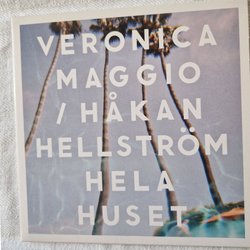 VERONICA
MAGGIO
/ HÅKAN
HELLSTRÖM
HELA
HUSET